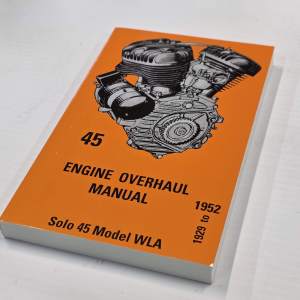 45
ENGINE OVERHAUL
MANUAL
1929 to 1952
Solo 45 Model WLA